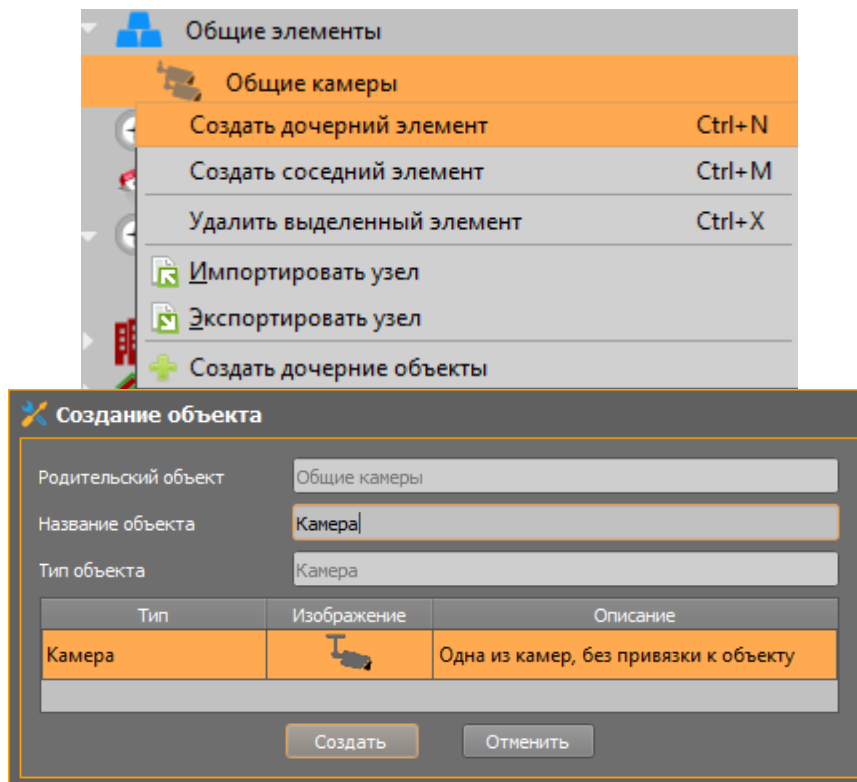 Общие элементы
Общие камеры
Создать дочерний элемент Ctrl+N
Создать соседний элемент Ctrl+M
Удалить выделенный элемент Ctrl+X
Импортировать узел
Экспортировать узел
Создать дочерние объекты
Создание объекта
Родительский объект Общие камеры
Название объекта Камера
Тип объекта Камера
Тип Изображение Описание
Камера Одна из камер, без привязки к объекту
Создать Отменить